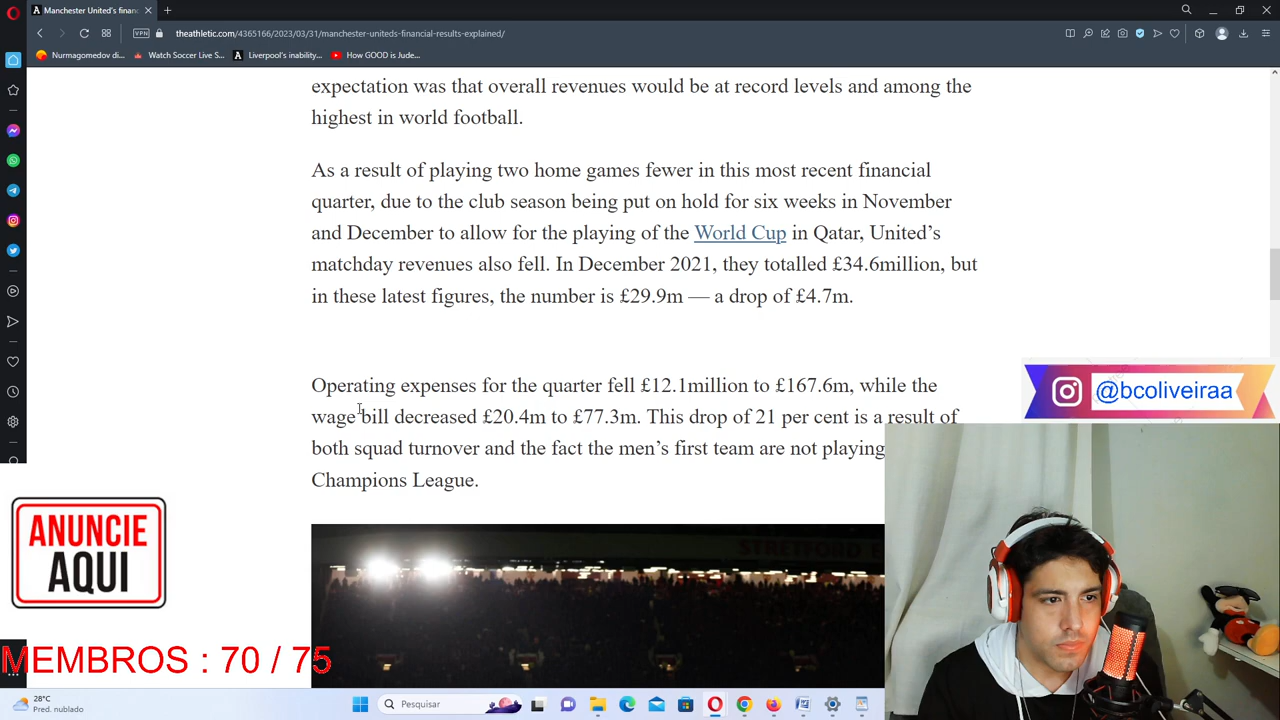 Manchester United's financ
theathletic.com/4365166/2023/03/31/manchester-uniteds-financial-results-explained/
VPN
Nurmagomedov di...
Watch Soccer Live S...
Liverpool's inability...
How GOOD is Jude...
expectation was that overall revenues would be at record levels and among the
highest in world football.
As a result of playing two home games fewer in this most recent financial
quarter, due to the club season being put on hold for six weeks in November
and December to allow for the playing of the World Cup in Qatar, United’s
matchday revenues also fell. In December 2021, they totalled £34.6million, but
in these latest figures, the number is £29.9m — a drop of £4.7m.
Operating expenses for the quarter fell £12.1million to £167.6m, while the
wage bill decreased £20.4m to £77.3m. This drop of 21 per cent is a result of
both squad turnover and the fact the men’s first team are not playing
Champions League.
@bcoliveiraa
STRETFORD E
ANUNCIE
AQUI
MEMBROS : 70 / 75
28°C
Pred. nublado
Pesquisar